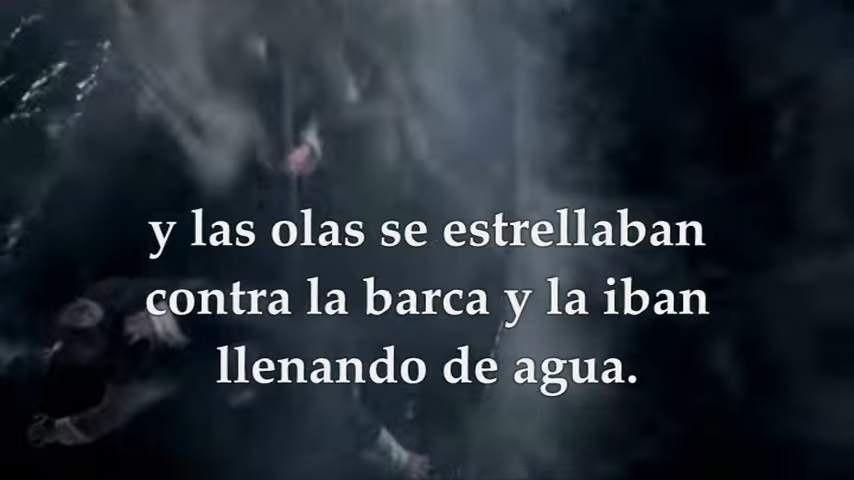 y las olas se estrellaban
contra la barca y la iban
llenando de agua.